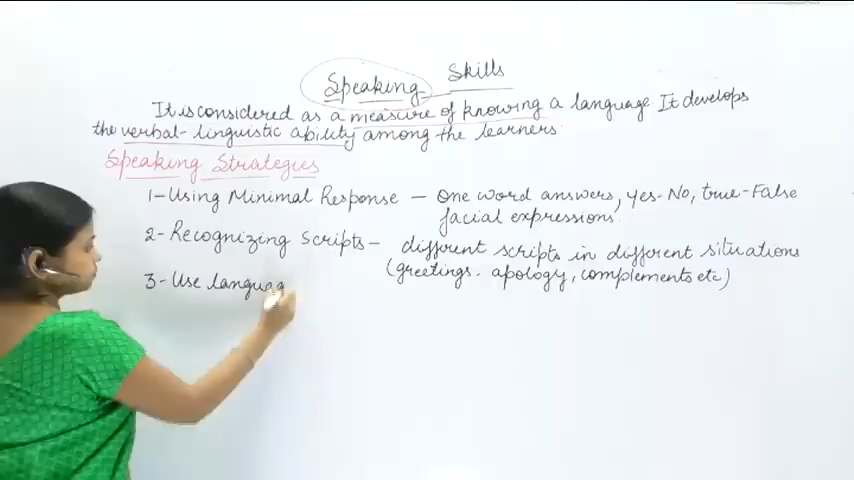 Speaking Skills
It is considered as a measure of knowing a language It develops
the verbal-linguistic ability among the learners.
Speaking Strategies
1-Using Minimal Response - One word answers, Yes-No, true-False
facial expressions.
2-Recognizing Scripts- different scripts in different situations
(greetings. apology, complements etc)
3-Use languag